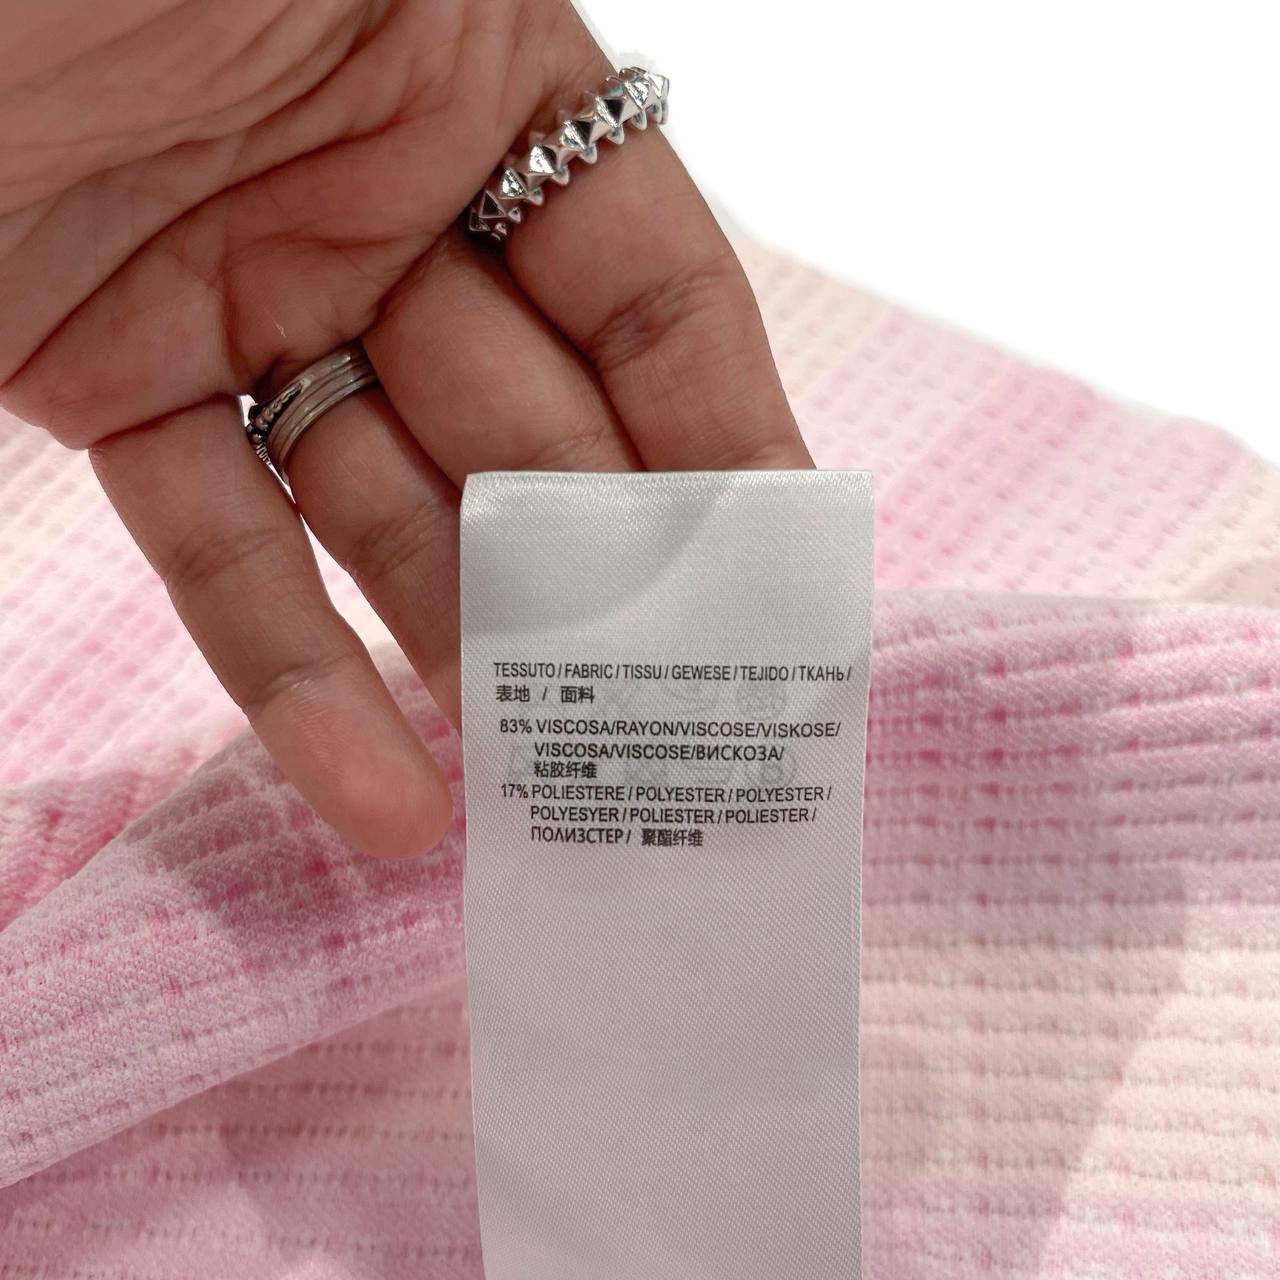 TESSUTO / FABRIC / TISSU / GEWESE / TEJIDO / TKAHЬ /
表地 / 面料
83% VISCOSA/RAYON/VISCOSE/VISKOSE/
VISCOSA/VISCOSE/ВИСКОЗА/
粘胶纤维
17% POLIESTERE / POLYESTER / POLYESTER /
POLYESYER / POLIESTER / POLIESTER /
ПОЛИЗСТЕР / 聚酯纤维